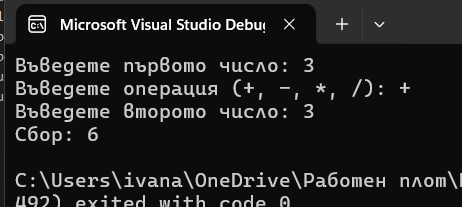 Microsoft Visual Studio Debug
Въведете първото число: 3
Въведете операция (+, -, *, /): +
Въведете второто число: 3
Сбор: 6
C:\Users\ivana\OneDrive\Работен плот\
492) exited with code 0